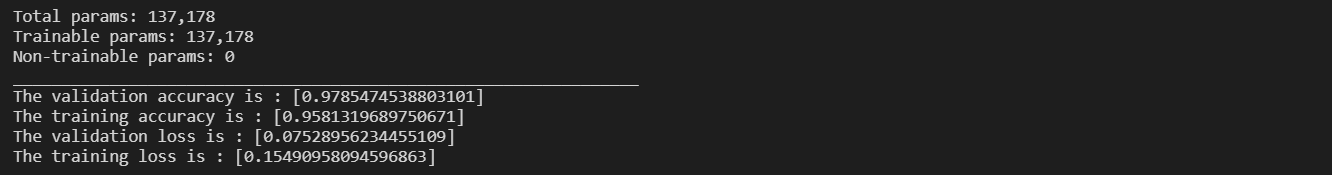 Total params: 137,178
Trainable params: 137,178
Non-trainable params: 0
_________________________________________________________________
The validation accuracy is : [0.9785474538803101]
The training accuracy is : [0.9581319689750671]
The validation loss is : [0.07528956234455109]
The training loss is : [0.15490958094596863]